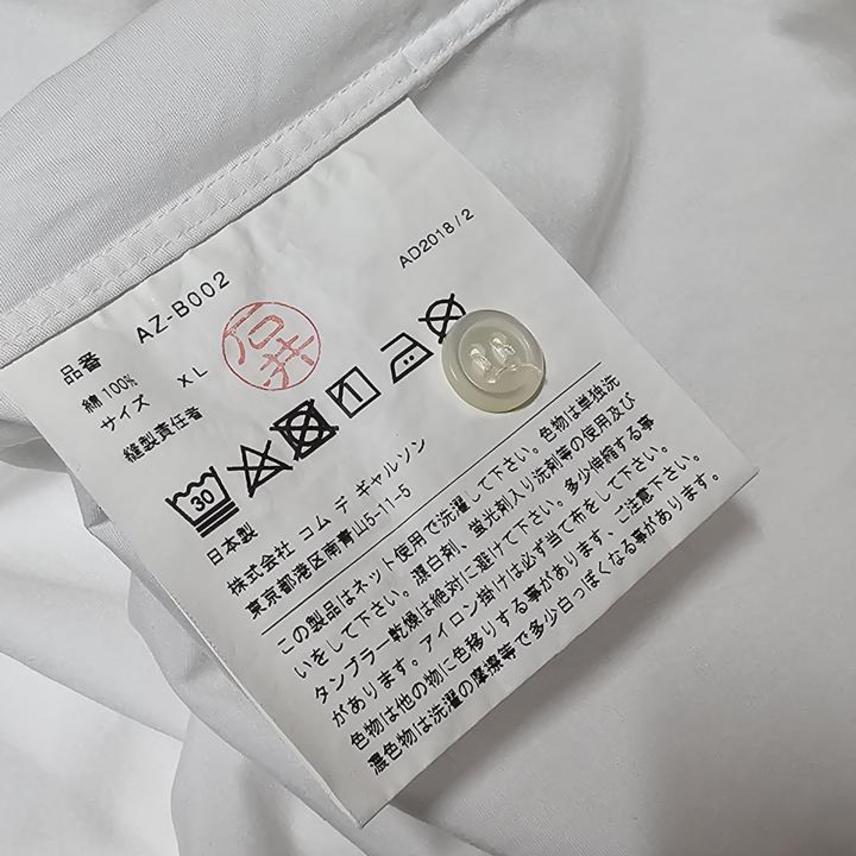 品番 AZ-B002 AD2018/2
綿100%
サイズ XL
縫製責任者 石井
30
日本製
株式会社 コム デ ギャルソン
東京都港区南青山5-11-5
この製品はネット使用で洗濯して下さい。色物は単独洗
いをして下さい。漂白剤、蛍光剤入り洗剤等の使用及び
タンブラー乾燥は絶対に避けて下さい。多少伸縮する事
があります。アイロン掛けは必ず当て布をして下さい。
色物は他の物に色移りする事があります、ご注意下さい。
濃色物は洗濯の摩擦等で多少白っぽくなる事があります。